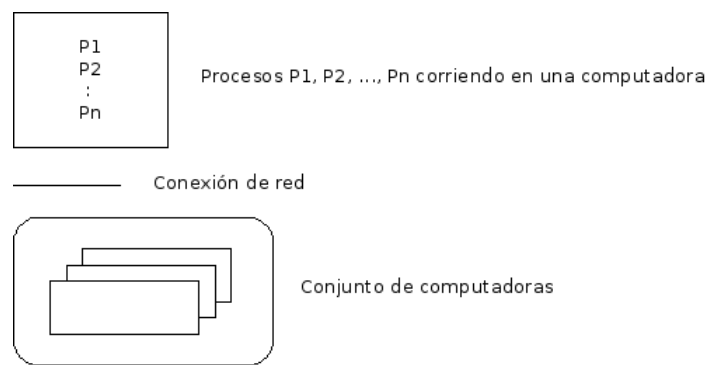 P1
P2
:
Pn
Procesos P1, P2, ..., Pn corriendo en una computadora
Conexión de red
Conjunto de computadoras